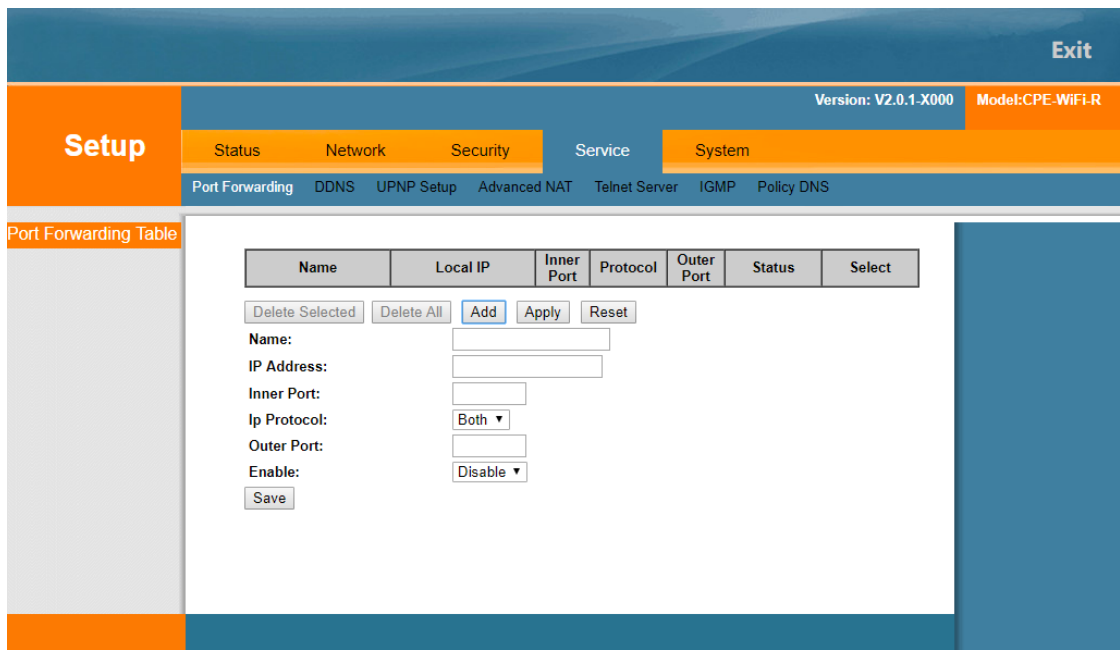 Exit
Version: V2.0.1-X000 Model:CPE-WiFi-R
Setup
Status Network Security Service System
Port Forwarding DDNS UPNP Setup Advanced NAT Telnet Server IGMP Policy DNS
Port Forwarding Table
Name Local IP Inner Port Protocol Outer Port Status Select
Delete Selected Delete All Add Apply Reset
Name:
IP Address:
Inner Port:
Ip Protocol: Both
Outer Port:
Enable: Disable
Save